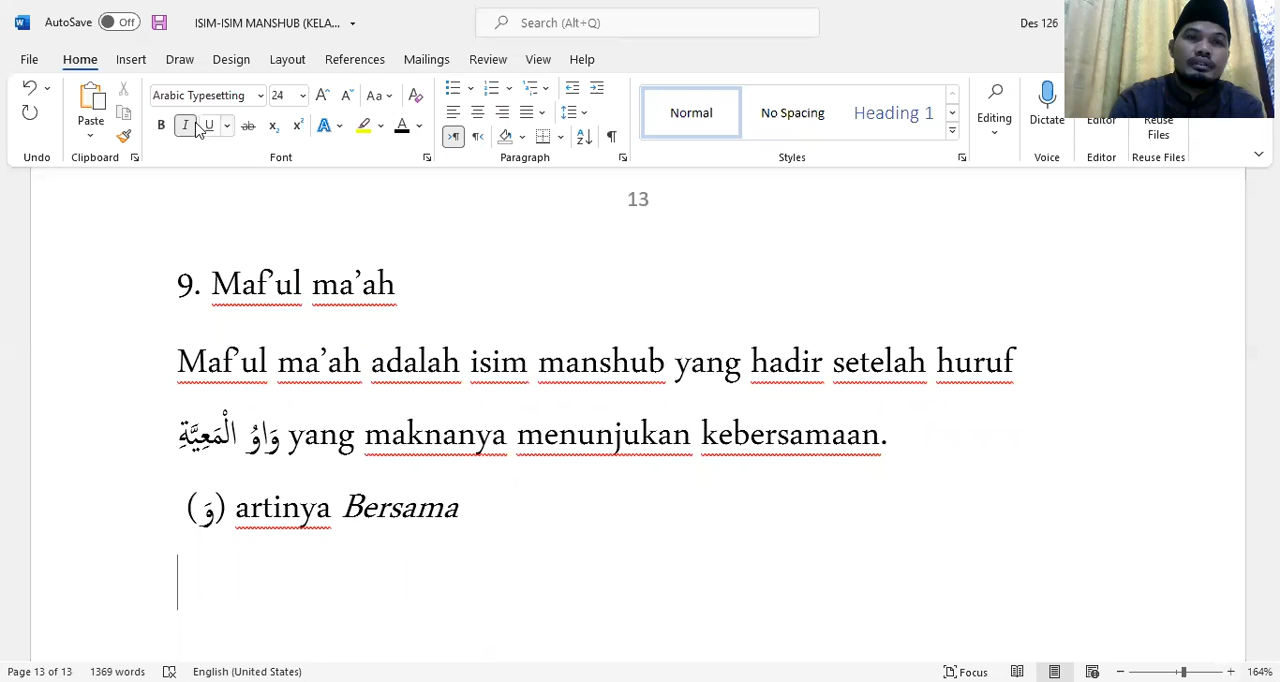 AutoSave Off ISIM-ISIM MANSHUB (KELA... Search (Alt+Q) Des 126
File Home Insert Draw Design Layout References Mailings Review View Help
Arabic Typesetting 24 Normal No Spacing Heading 1
Paste Editing Dictate Editor Reuse Files
Undo Clipboard Font Paragraph Styles Voice Editor Reuse Files
13
9. Maf'ul ma'ah
Maf'ul ma'ah adalah isim manshub yang hadir setelah huruf
وَاوُ الْمَعِيَّةِ yang maknanya menunjukan kebersamaan.
(وَ) artinya Bersama
Page 13 of 13 1369 words English (United States) Focus 164%